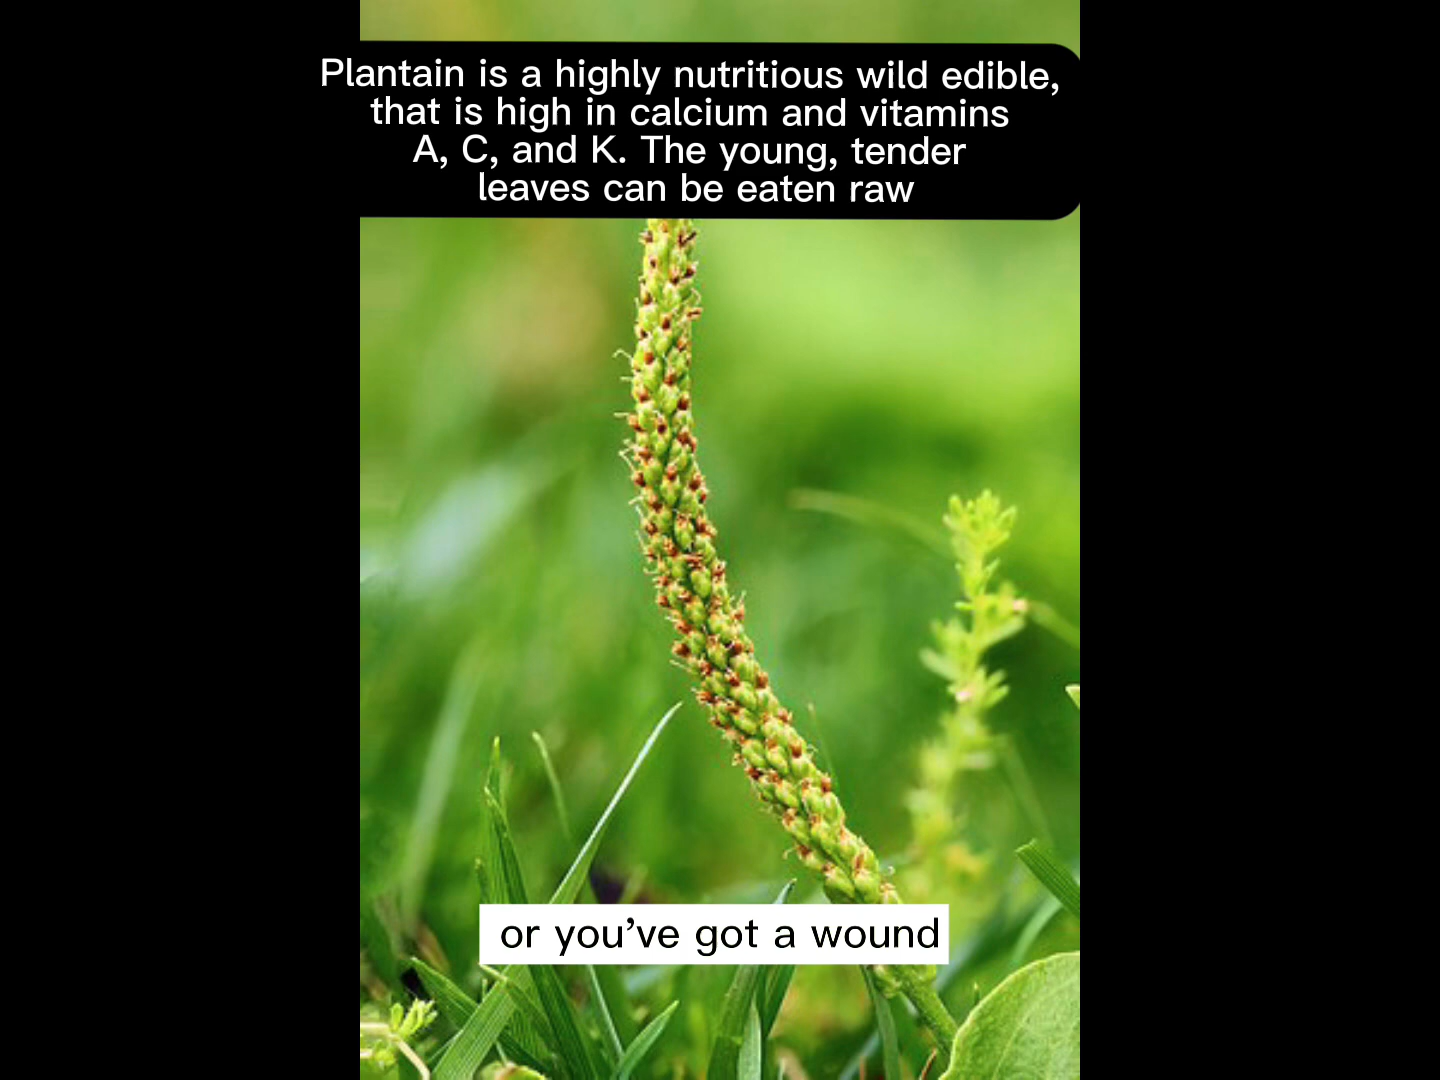 Plantain is a highly nutritious wild edible,
that is high in calcium and vitamins
A, C, and K. The young, tender
leaves can be eaten raw
or you’ve got a wound